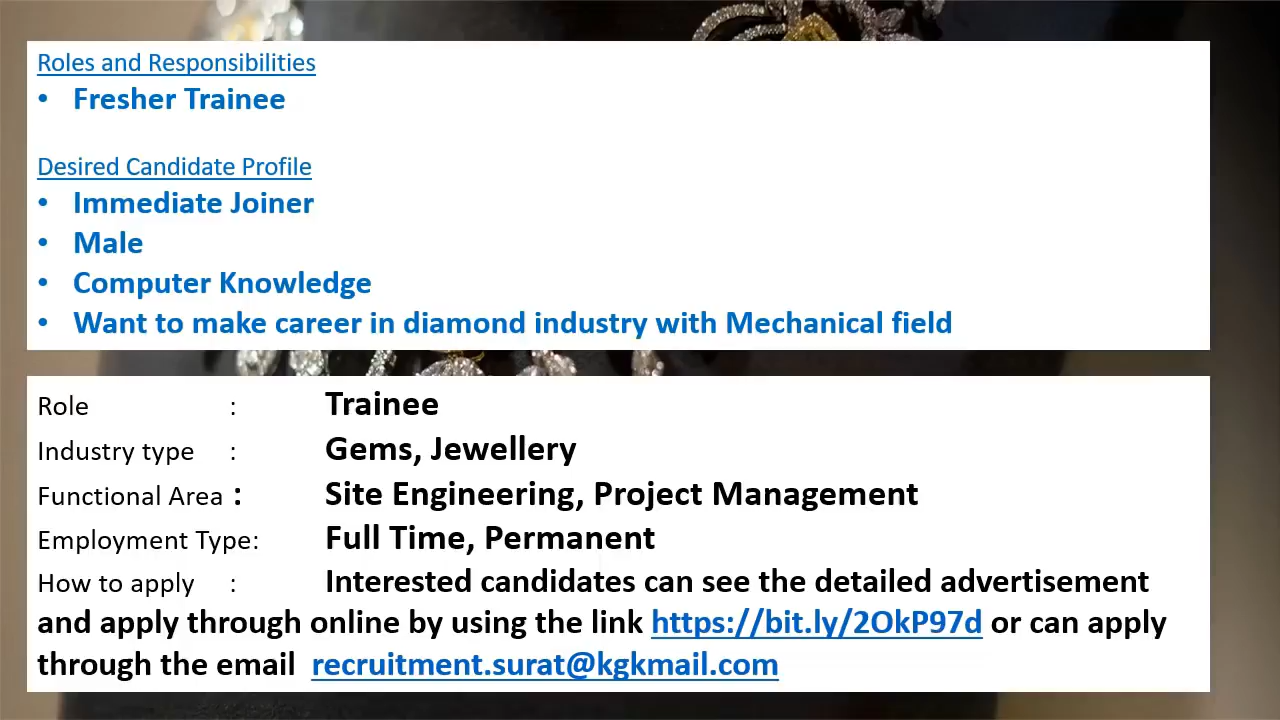 Roles and Responsibilities
• Fresher Trainee
Desired Candidate Profile
• Immediate Joiner
• Male
• Computer Knowledge
• Want to make career in diamond industry with Mechanical field
Role : Trainee
Industry type : Gems, Jewellery
Functional Area : Site Engineering, Project Management
Employment Type: Full Time, Permanent
How to apply : Interested candidates can see the detailed advertisement
and apply through online by using the link https://bit.ly/2OkP97d or can apply
through the email recruitment.surat@kgkmail.com